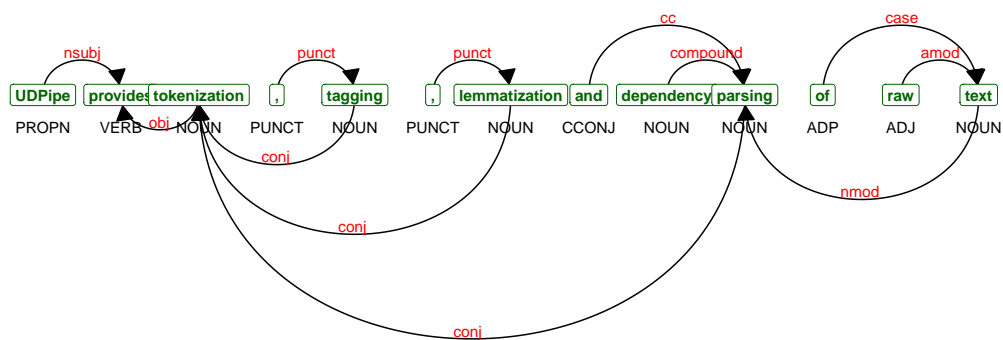 cc case
nsubj punct punct compound amod
UDPipe provides tokenization , tagging , lemmatization and dependency parsing of raw text
PROPN VERB obj NOUN PUNCT NOUN PUNCT NOUN CCONJ NOUN NOUN ADP ADJ NOUN
conj
nmod
conj
conj